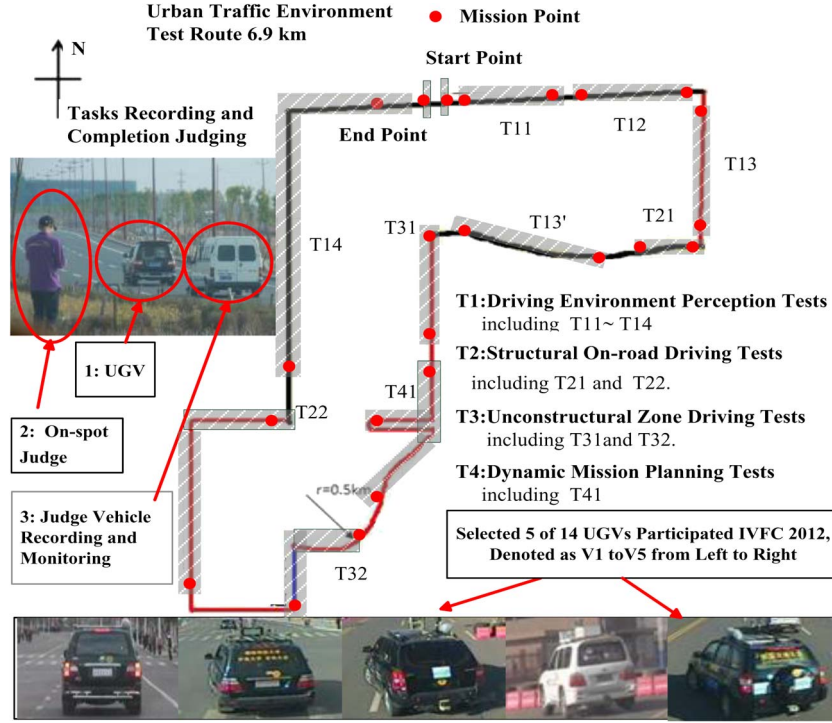 Urban Traffic Environment
Test Route 6.9 km
Mission Point
N
Start Point
Tasks Recording and
Completion Judging
End Point
T11
T12
T13
T14
T31
T13'
T21
T1:Driving Environment Perception Tests
including T11~ T14
1: UGV
T2:Structural On-road Driving Tests
including T21 and T22.
T41
T22
2: On-spot
Judge
T3:Unconstructural Zone Driving Tests
including T31and T32.
T4:Dynamic Mission Planning Tests
including T41
r=0.5km
3: Judge Vehicle
Recording and
Monitoring
Selected 5 of 14 UGVs Participated IVFC 2012,
Denoted as V1 toV5 from Left to Right
T32